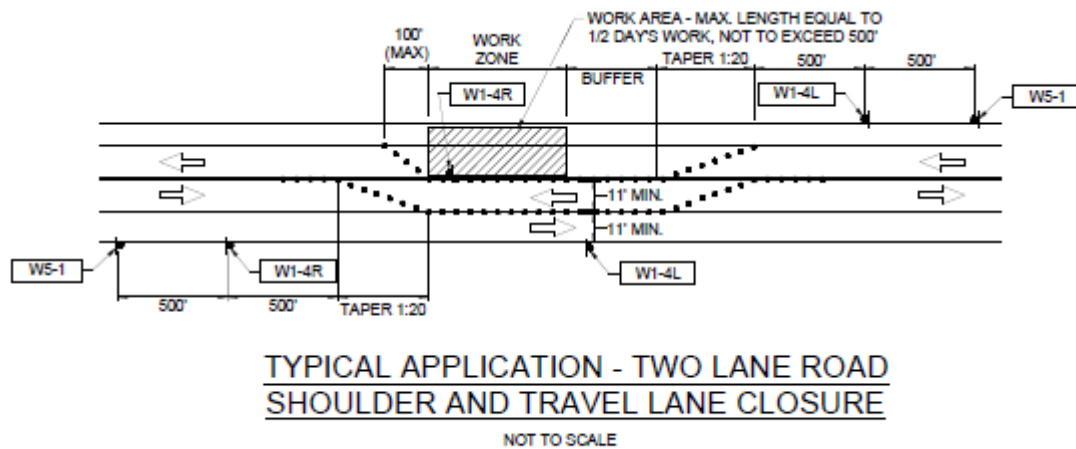 WORK AREA - MAX. LENGTH EQUAL TO
1/2 DAY'S WORK, NOT TO EXCEED 500'
100'
(MAX)
WORK
ZONE
BUFFER
TAPER 1:20
500'
500'
W1-4R
W1-4L
W5-1
11' MIN.
11' MIN.
W5-1
W1-4R
W1-4L
500'
500'
TAPER 1:20
TYPICAL APPLICATION - TWO LANE ROAD
SHOULDER AND TRAVEL LANE CLOSURE
NOT TO SCALE